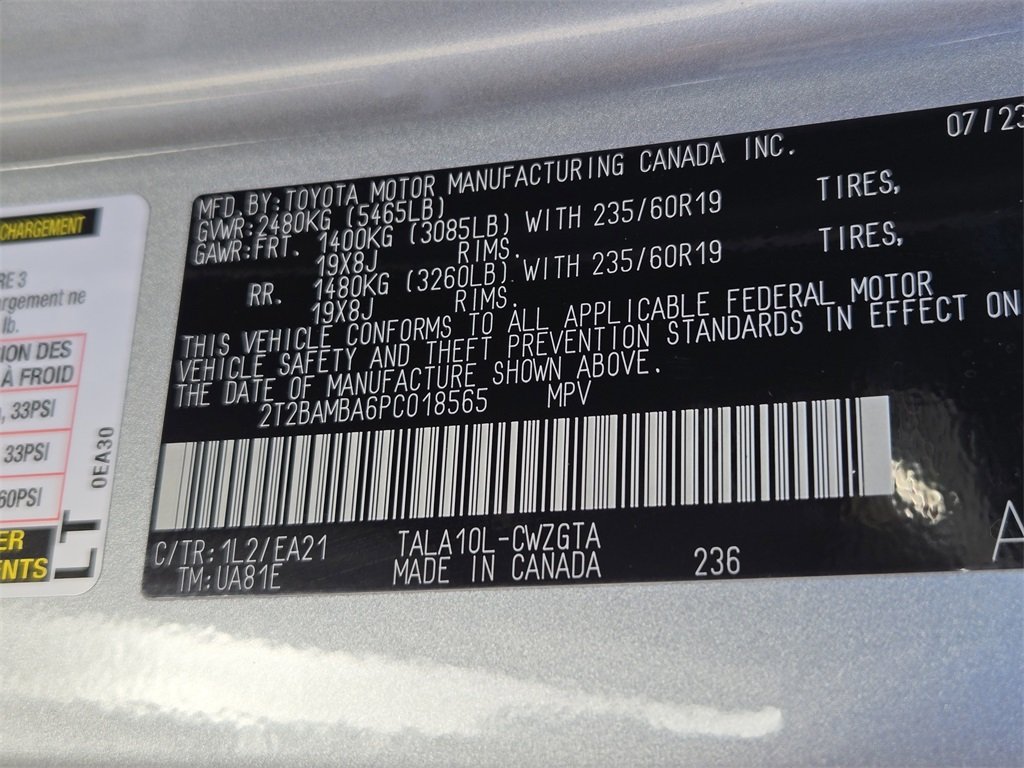 CHARGEMENT
RE 3
argement ne
lb.
ION DES
À FROID
, 33PSI
33PSI
60PSI
ER
ENTS
0EA30
07/23
MFD. BY: TOYOTA MOTOR MANUFACTURING CANADA INC.
GVWR: 2480KG (5465LB)
GAWR: FRT. 1400KG (3085LB) WITH 235/60R19 TIRES,
19X8J RIMS.
RR. 1480KG (3260LB) WITH 235/60R19 TIRES,
19X8J RIMS.
THIS VEHICLE CONFORMS TO ALL APPLICABLE FEDERAL MOTOR
VEHICLE SAFETY AND THEFT PREVENTION STANDARDS IN EFFECT ON
THE DATE OF MANUFACTURE SHOWN ABOVE.
2T2BAMBA6PC018565 MPV
C/TR: 1L2/EA21 TALA10L-CWZGTA
TM: UA81E MADE IN CANADA 236
A